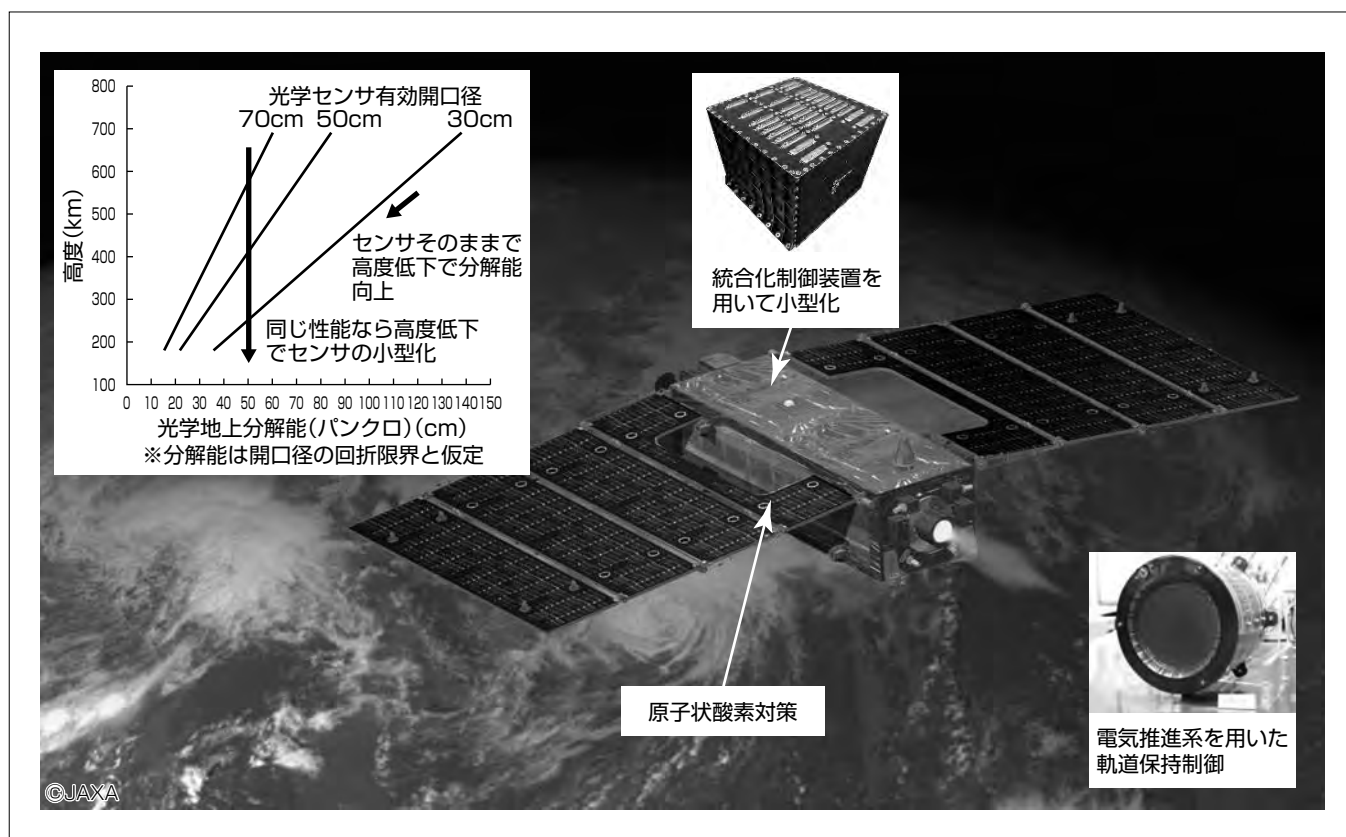 光学センサ有効開口径
70cm 50cm 30cm
800
700
600
500
400
300
200
100
高度(km)
センサそのままで
高度低下で分解能
向上
同じ性能なら高度低下
でセンサの小型化
0 10 20 30 40 50 60 70 80 90 100 110 120 130 140 150
光学地上分解能(パンクロ)(cm)
※分解能は開口径の回折限界と仮定
統合化制御装置を
用いて小型化
原子状酸素対策
電気推進系を用いた
軌道保持制御
©JAXA